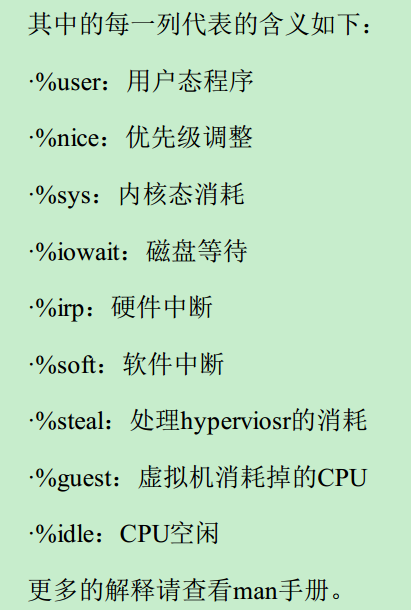 其中的每一列代表的含义如下：
·%user：用户态程序
·%nice：优先级调整
·%sys：内核态消耗
·%iowait：磁盘等待
·%irp：硬件中断
·%soft：软件中断
·%steal：处理hyperviosr的消耗
·%guest：虚拟机消耗掉的CPU
·%idle：CPU空闲
更多的解释请查看man手册。